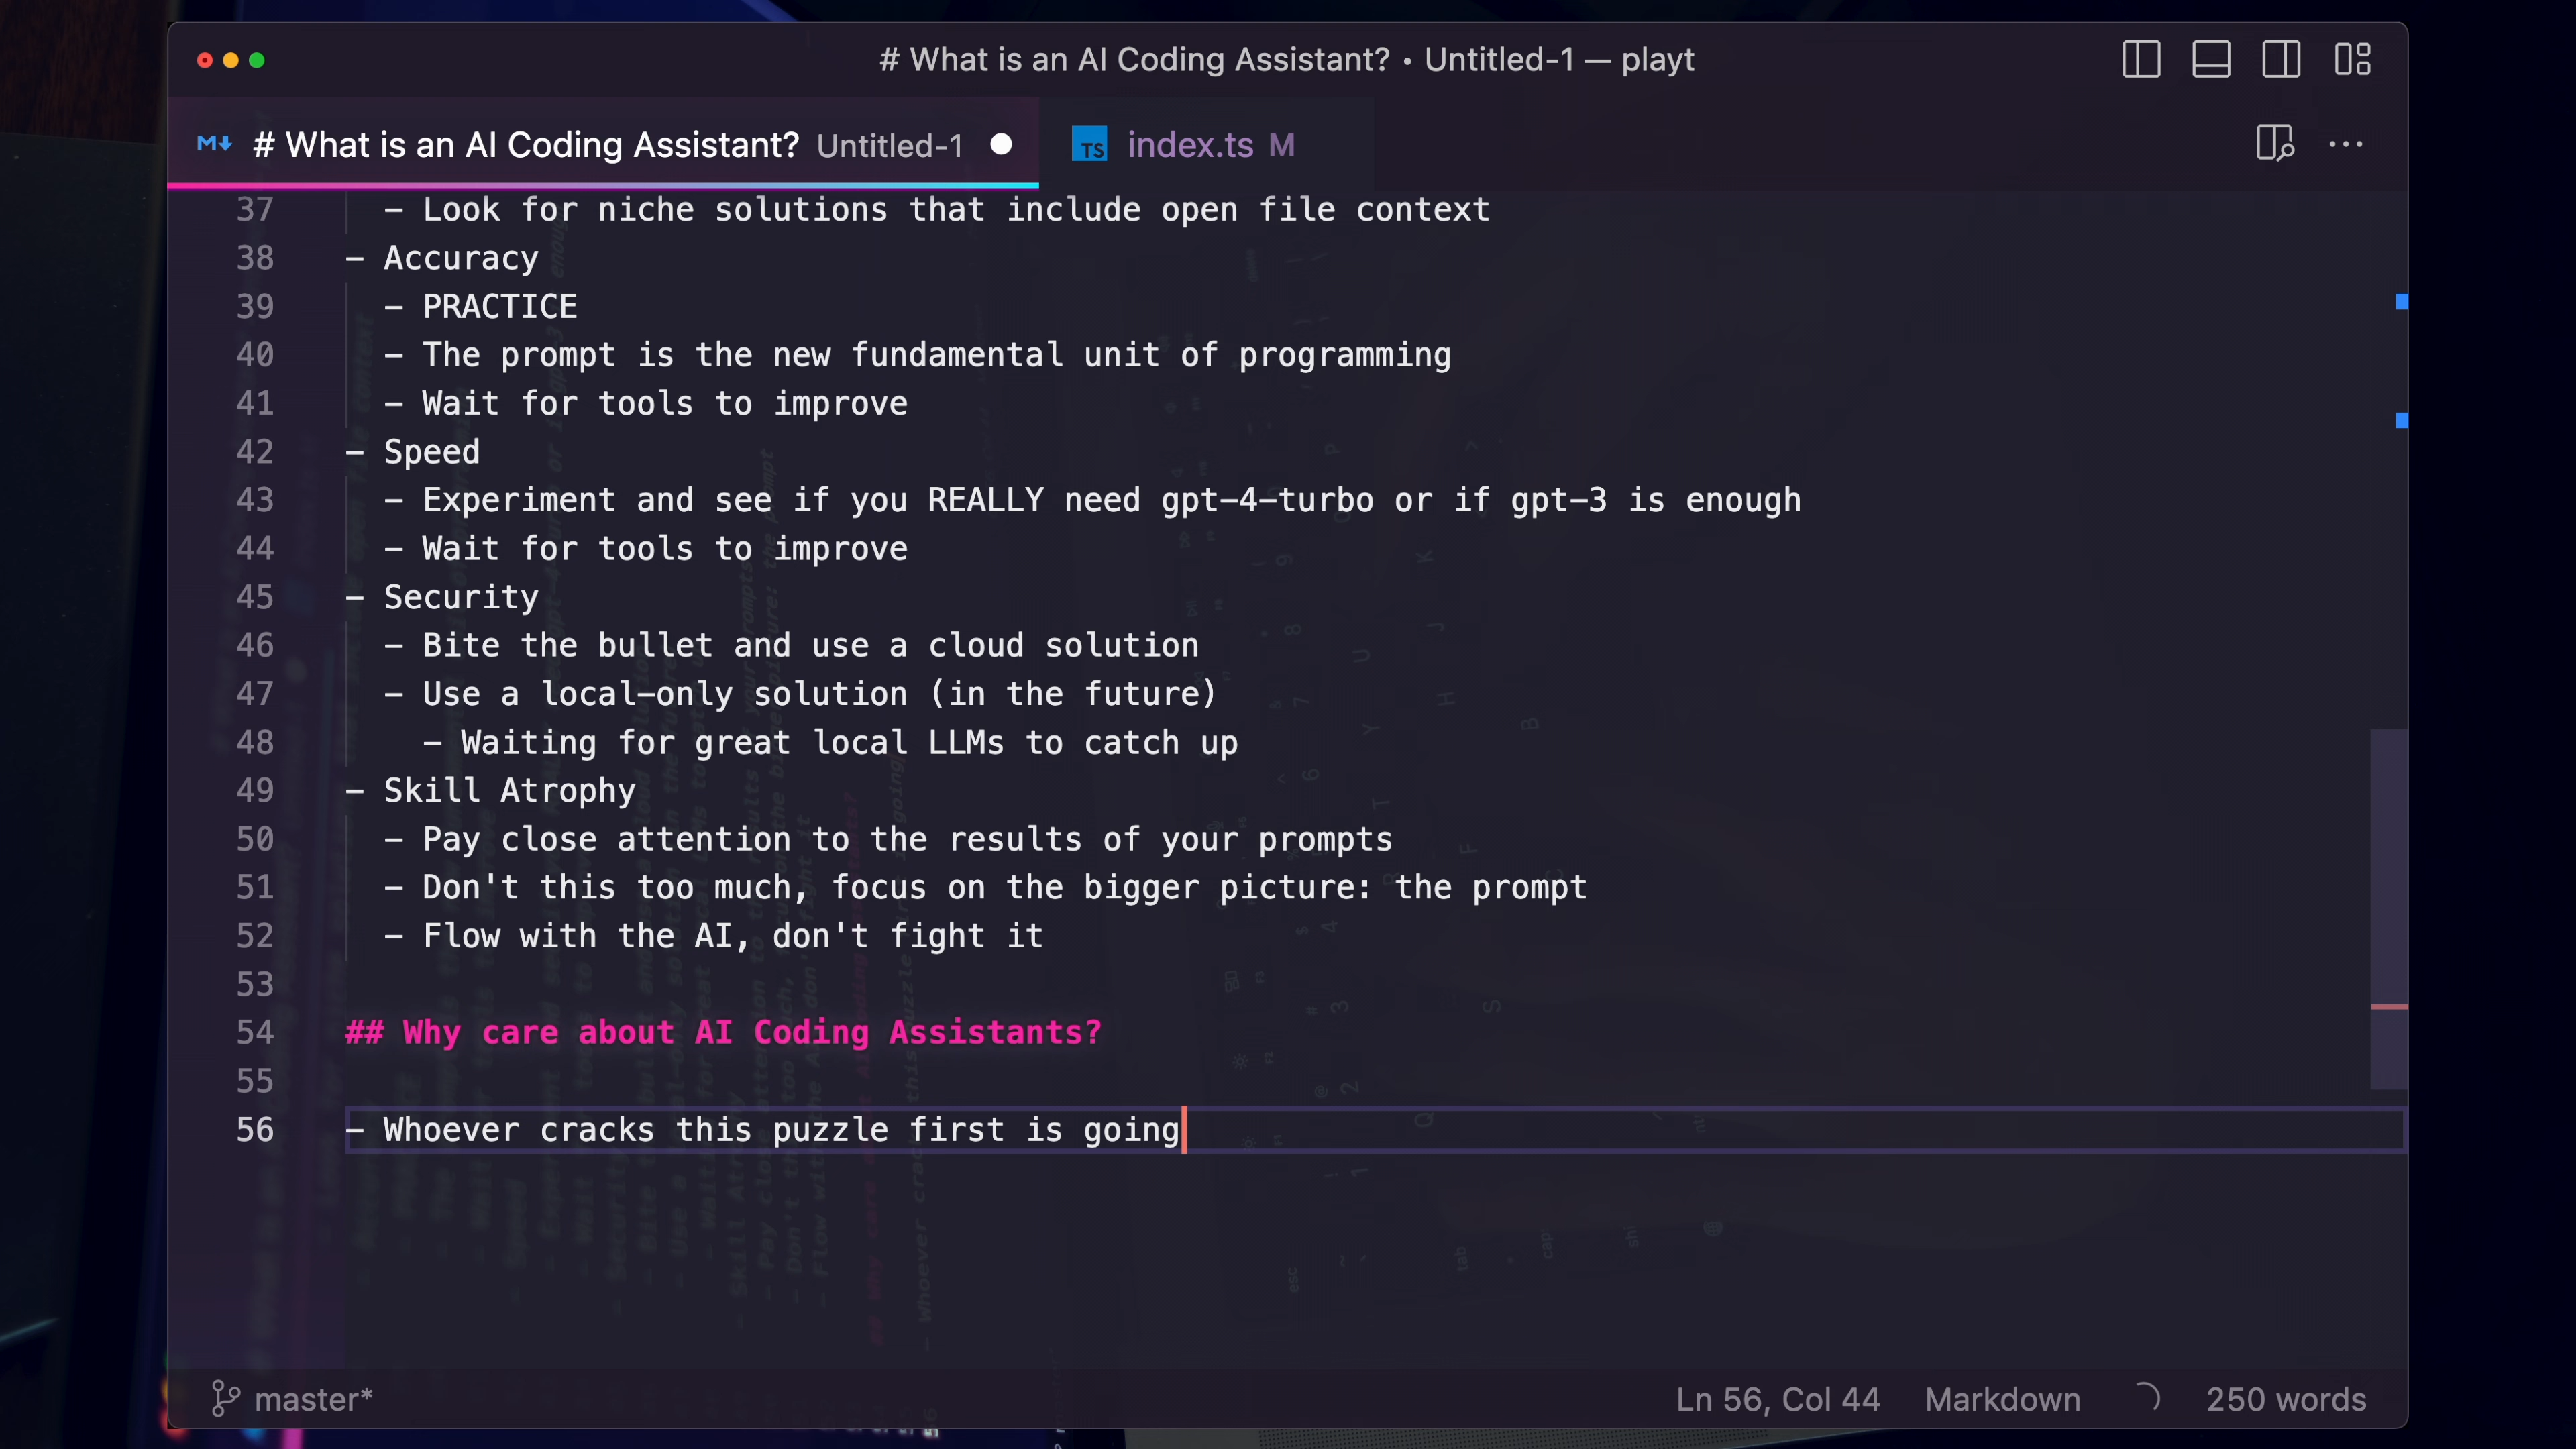 # What is an AI Coding Assistant? • Untitled-1 — playt
# What is an AI Coding Assistant? Untitled-1
TS index.ts M
37 - Look for niche solutions that include open file context
38 - Accuracy
39 - PRACTICE
40 - The prompt is the new fundamental unit of programming
41 - Wait for tools to improve
42 - Speed
43 - Experiment and see if you REALLY need gpt-4-turbo or if gpt-3 is enough
44 - Wait for tools to improve
45 - Security
46 - Bite the bullet and use a cloud solution
47 - Use a local-only solution (in the future)
48 - Waiting for great local LLMs to catch up
49 - Skill Atrophy
50 - Pay close attention to the results of your prompts
51 - Don't this too much, focus on the bigger picture: the prompt
52 - Flow with the AI, don't fight it
53
54 ## Why care about AI Coding Assistants?
55
56 - Whoever cracks this puzzle first is going
master*
Ln 56, Col 44
Markdown
250 words